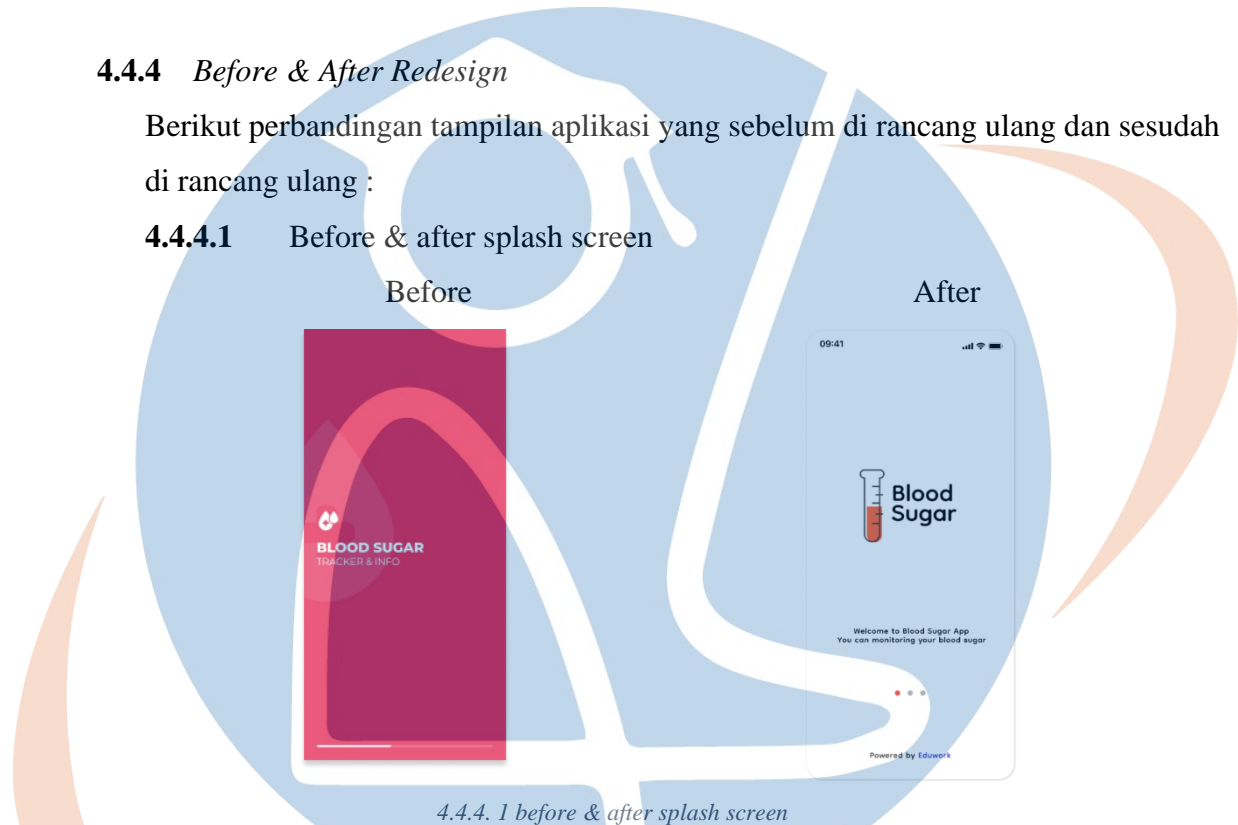 4.4.4 Before & After Redesign
Berikut perbandingan tampilan aplikasi yang sebelum di rancang ulang dan sesudah
di rancang ulang :
4.4.4.1 Before & after splash screen
Before After
BLOOD SUGAR
TRACKER & INFO
09:41
Blood
Sugar
Welcome to Blood Sugar App
You can monitoring your blood sugar
Powered by Eduwork
4.4.4. 1 before & after splash screen